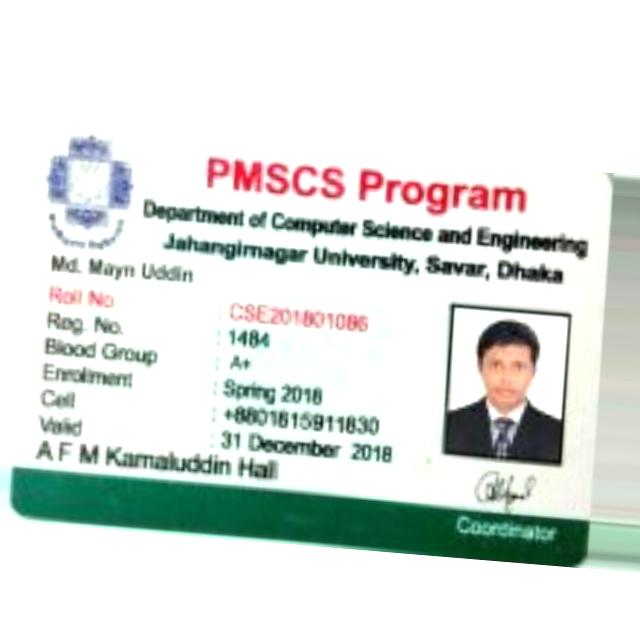 PMSCS Program
Department of Computer Science and Engineering
Jahangirnagar University, Savar, Dhaka
Md. Mayn Uddin
Roll No : CSE201801086
Reg. No. : 1484
Blood Group : A+
Enrolment : Spring 2018
Cell : +8801815911830
Valid : 31 December 2018
A F M Kamaluddin Hall
Coordinator